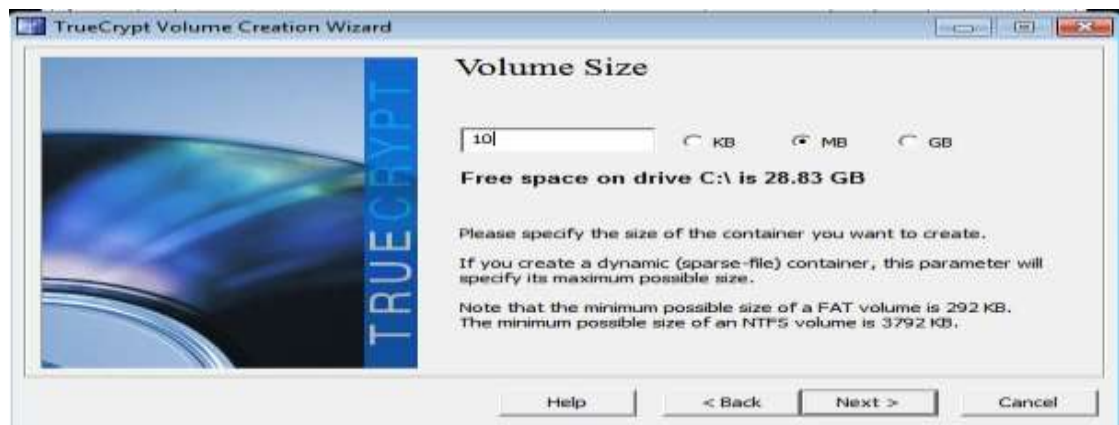 TrueCrypt Volume Creation Wizard
TRUECRYPT
Volume Size
10
KB MB GB
Free space on drive C:\ is 28.83 GB
Please specify the size of the container you want to create.
If you create a dynamic (sparse-file) container, this parameter will
specify its maximum possible size.
Note that the minimum possible size of a FAT volume is 292 KB.
The minimum possible size of an NTFS volume is 3792 KB.
Help < Back Next > Cancel